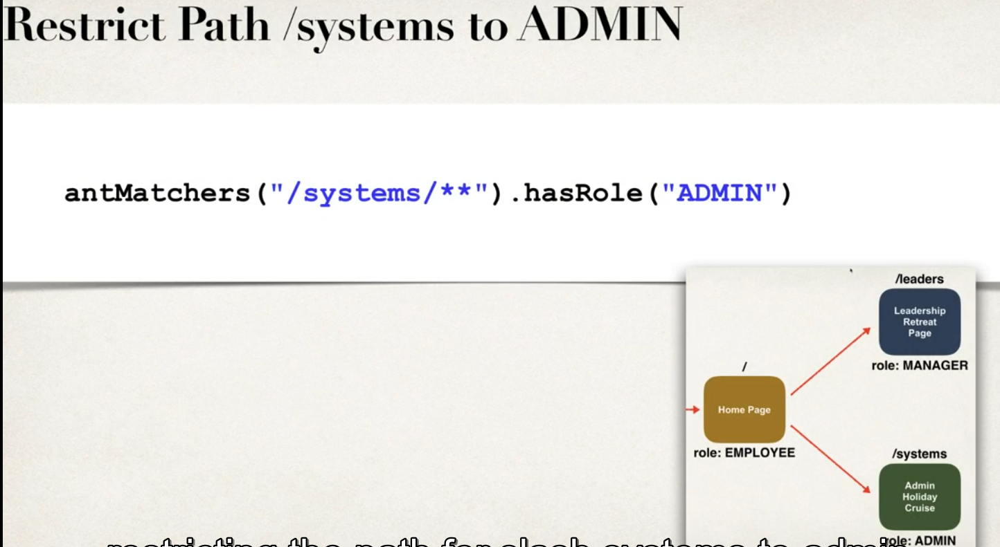 Restrict Path /systems to ADMIN
antMatchers("/systems/**").hasRole("ADMIN")
/leaders
Leadership
Retreat
Page
role: MANAGER
/
Home Page
role: EMPLOYEE
/systems
Admin
Holiday
Cruise
role: ADMIN
restricting the path for slash systems to admin